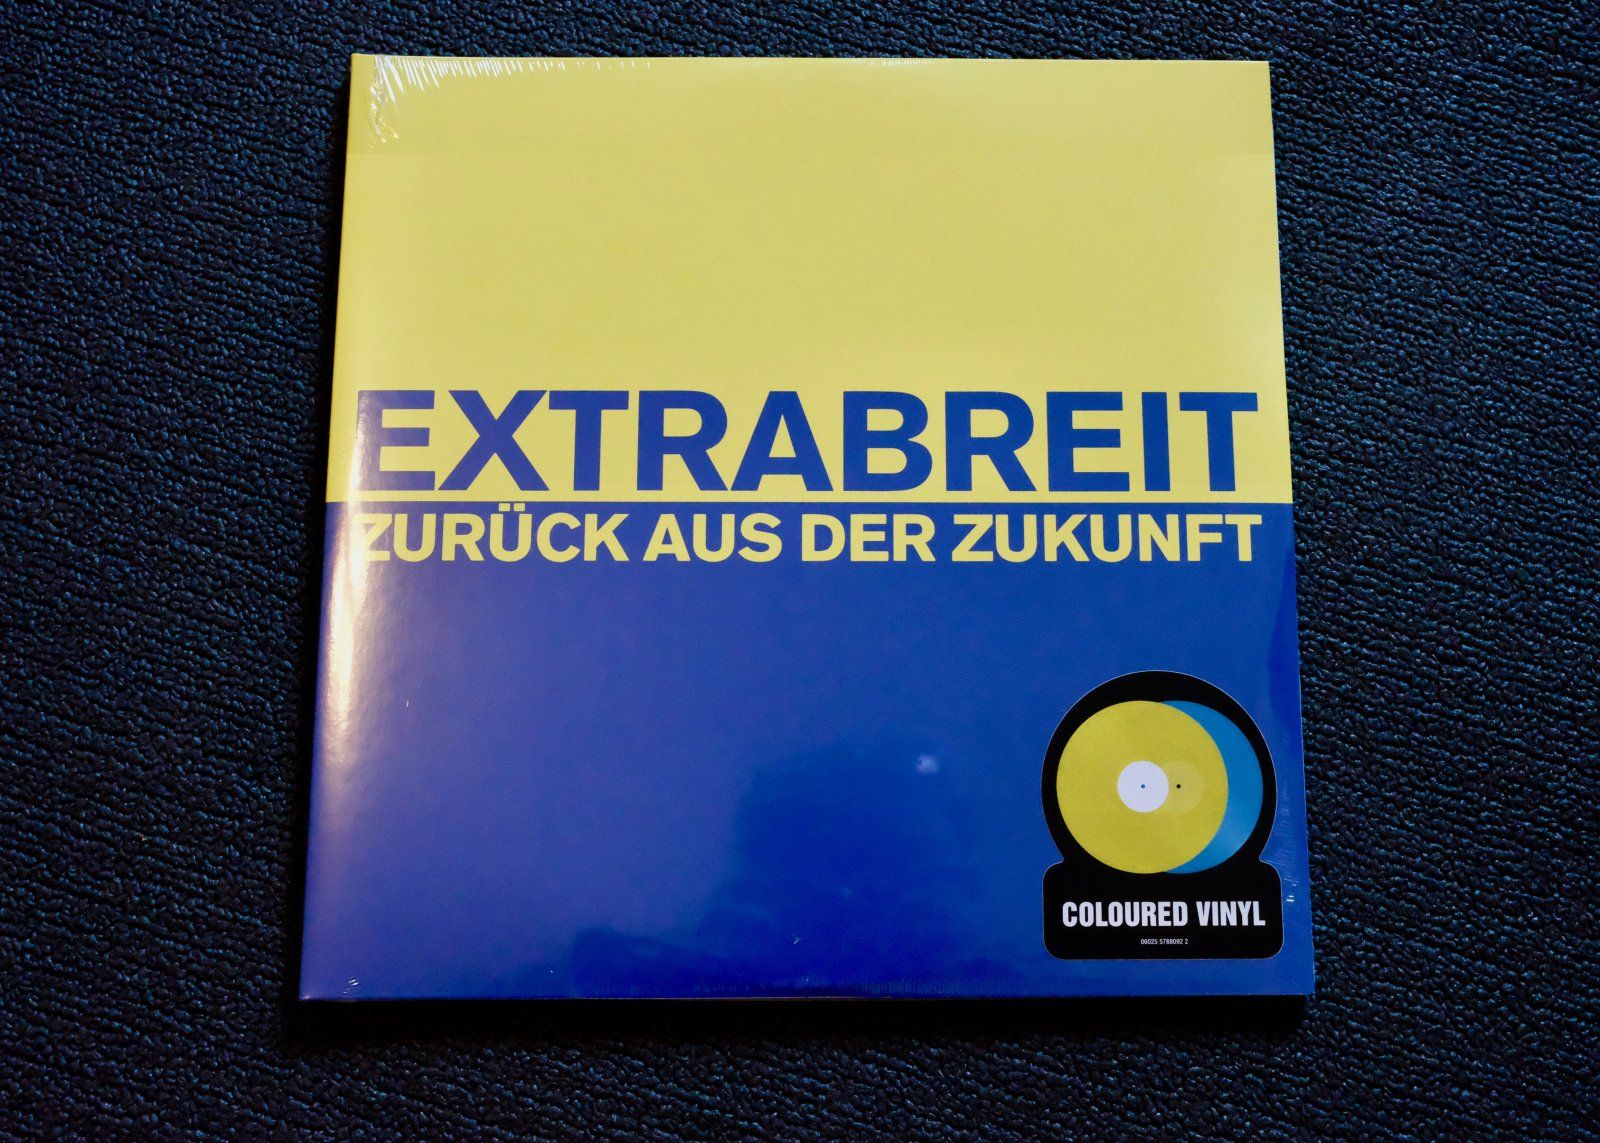 EXTRABREIT
ZURÜCK AUS DER ZUKUNFT
COLOURED VINYL
06025 5788092 2